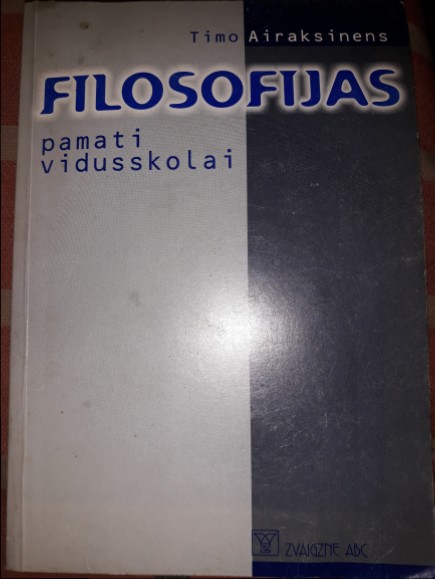 Timo Airaksinens
FILOSOFIJAS
pamati
vidusskolai
ZVAIGZNE ABC